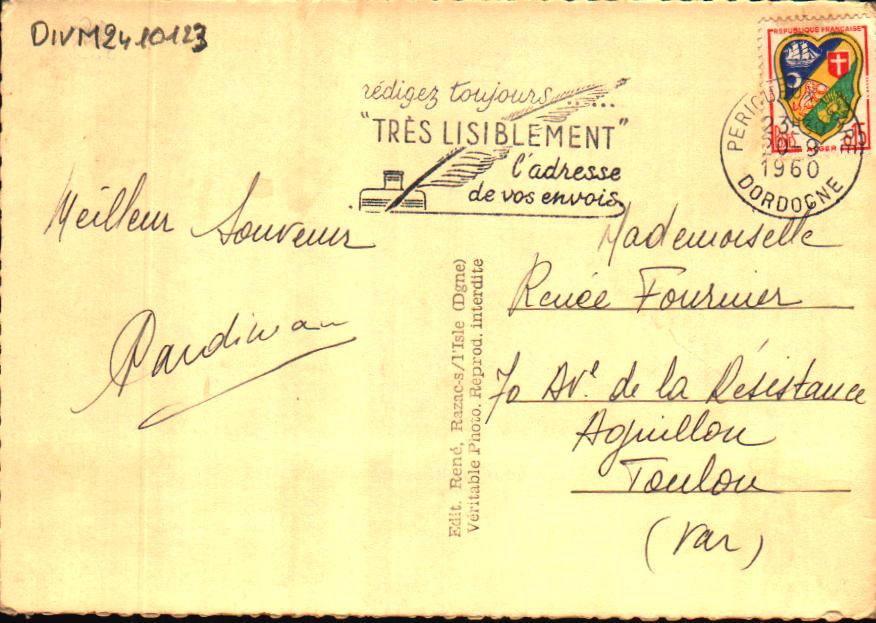 DIVM2410123
rédigez toujours......
"TRÈS LISIBLEMENT"
l'adresse
de vos envois
REPUBLIQUE FRANÇAISE
ALGER
PERIGUEUX
1960
DORDOGNE
Meilleur Souvenir
Edit. René, Razac-s/l'Isle (Dgne)
Véritable Photo. Reprod. interdite
Mademoiselle
Renée Fournier
70 Av.e de la Résistance
Aguillon
Toulon
(Var)